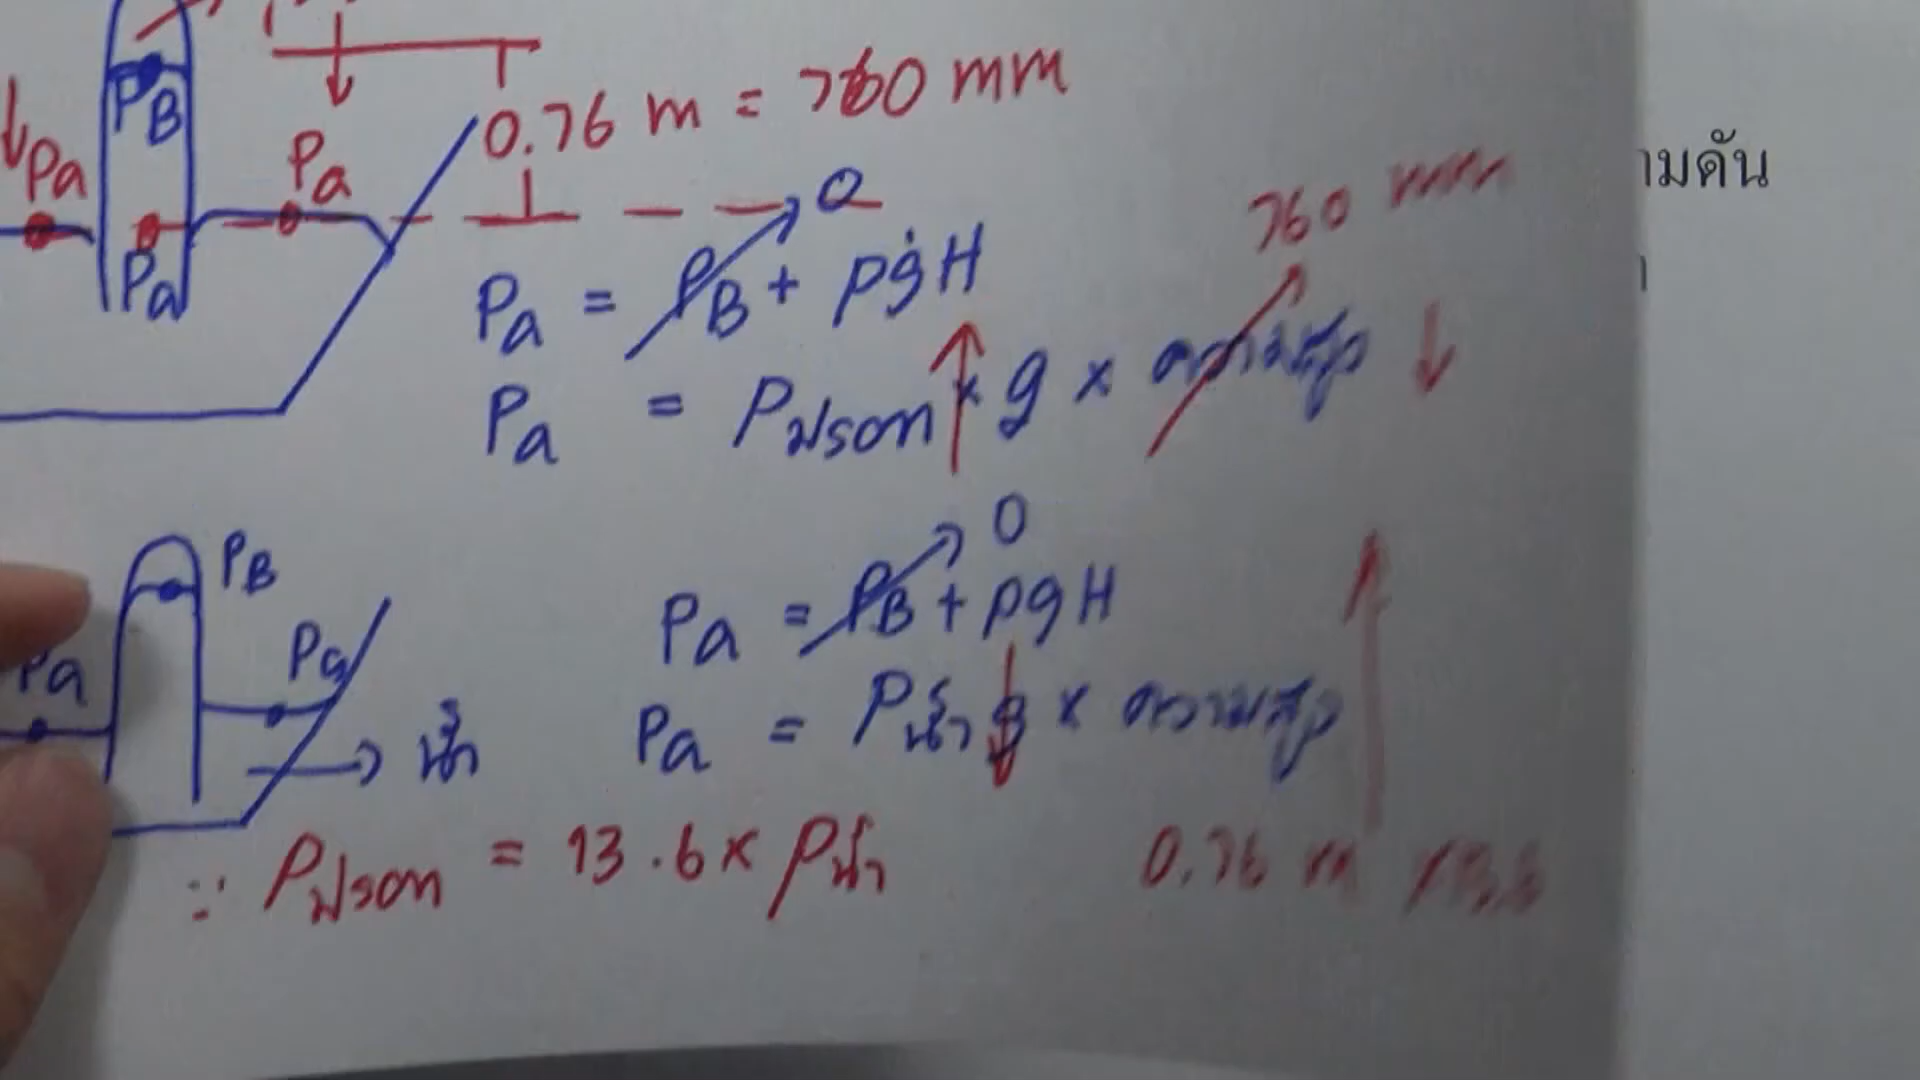 PB
0.76 m = 760 mm
Pa
Pa
Pa
0
760 mm
Pa = PB + ρgH
Pa = ρปรอท × g × ความสูง
ามดัน
PB
0
Pa
Pa
Pa = PB + ρgH
Pa = ρน้ำ g × ความสูง
น้ำ
∵ ρปรอท = 13.6 × ρน้ำ
0.76 m × 13.6